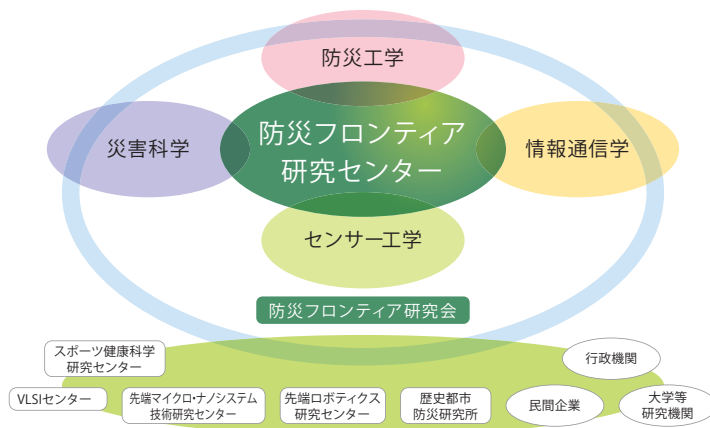 防災工学
災害科学
防災フロンティア
研究センター
情報通信学
センサー工学
防災フロンティア研究会
スポーツ健康科学
研究センター
行政機関
VLSIセンター
先端マイクロ・ナノシステム
技術研究センター
先端ロボティクス
研究センター
歴史都市
防災研究所
民間企業
大学等
研究機関